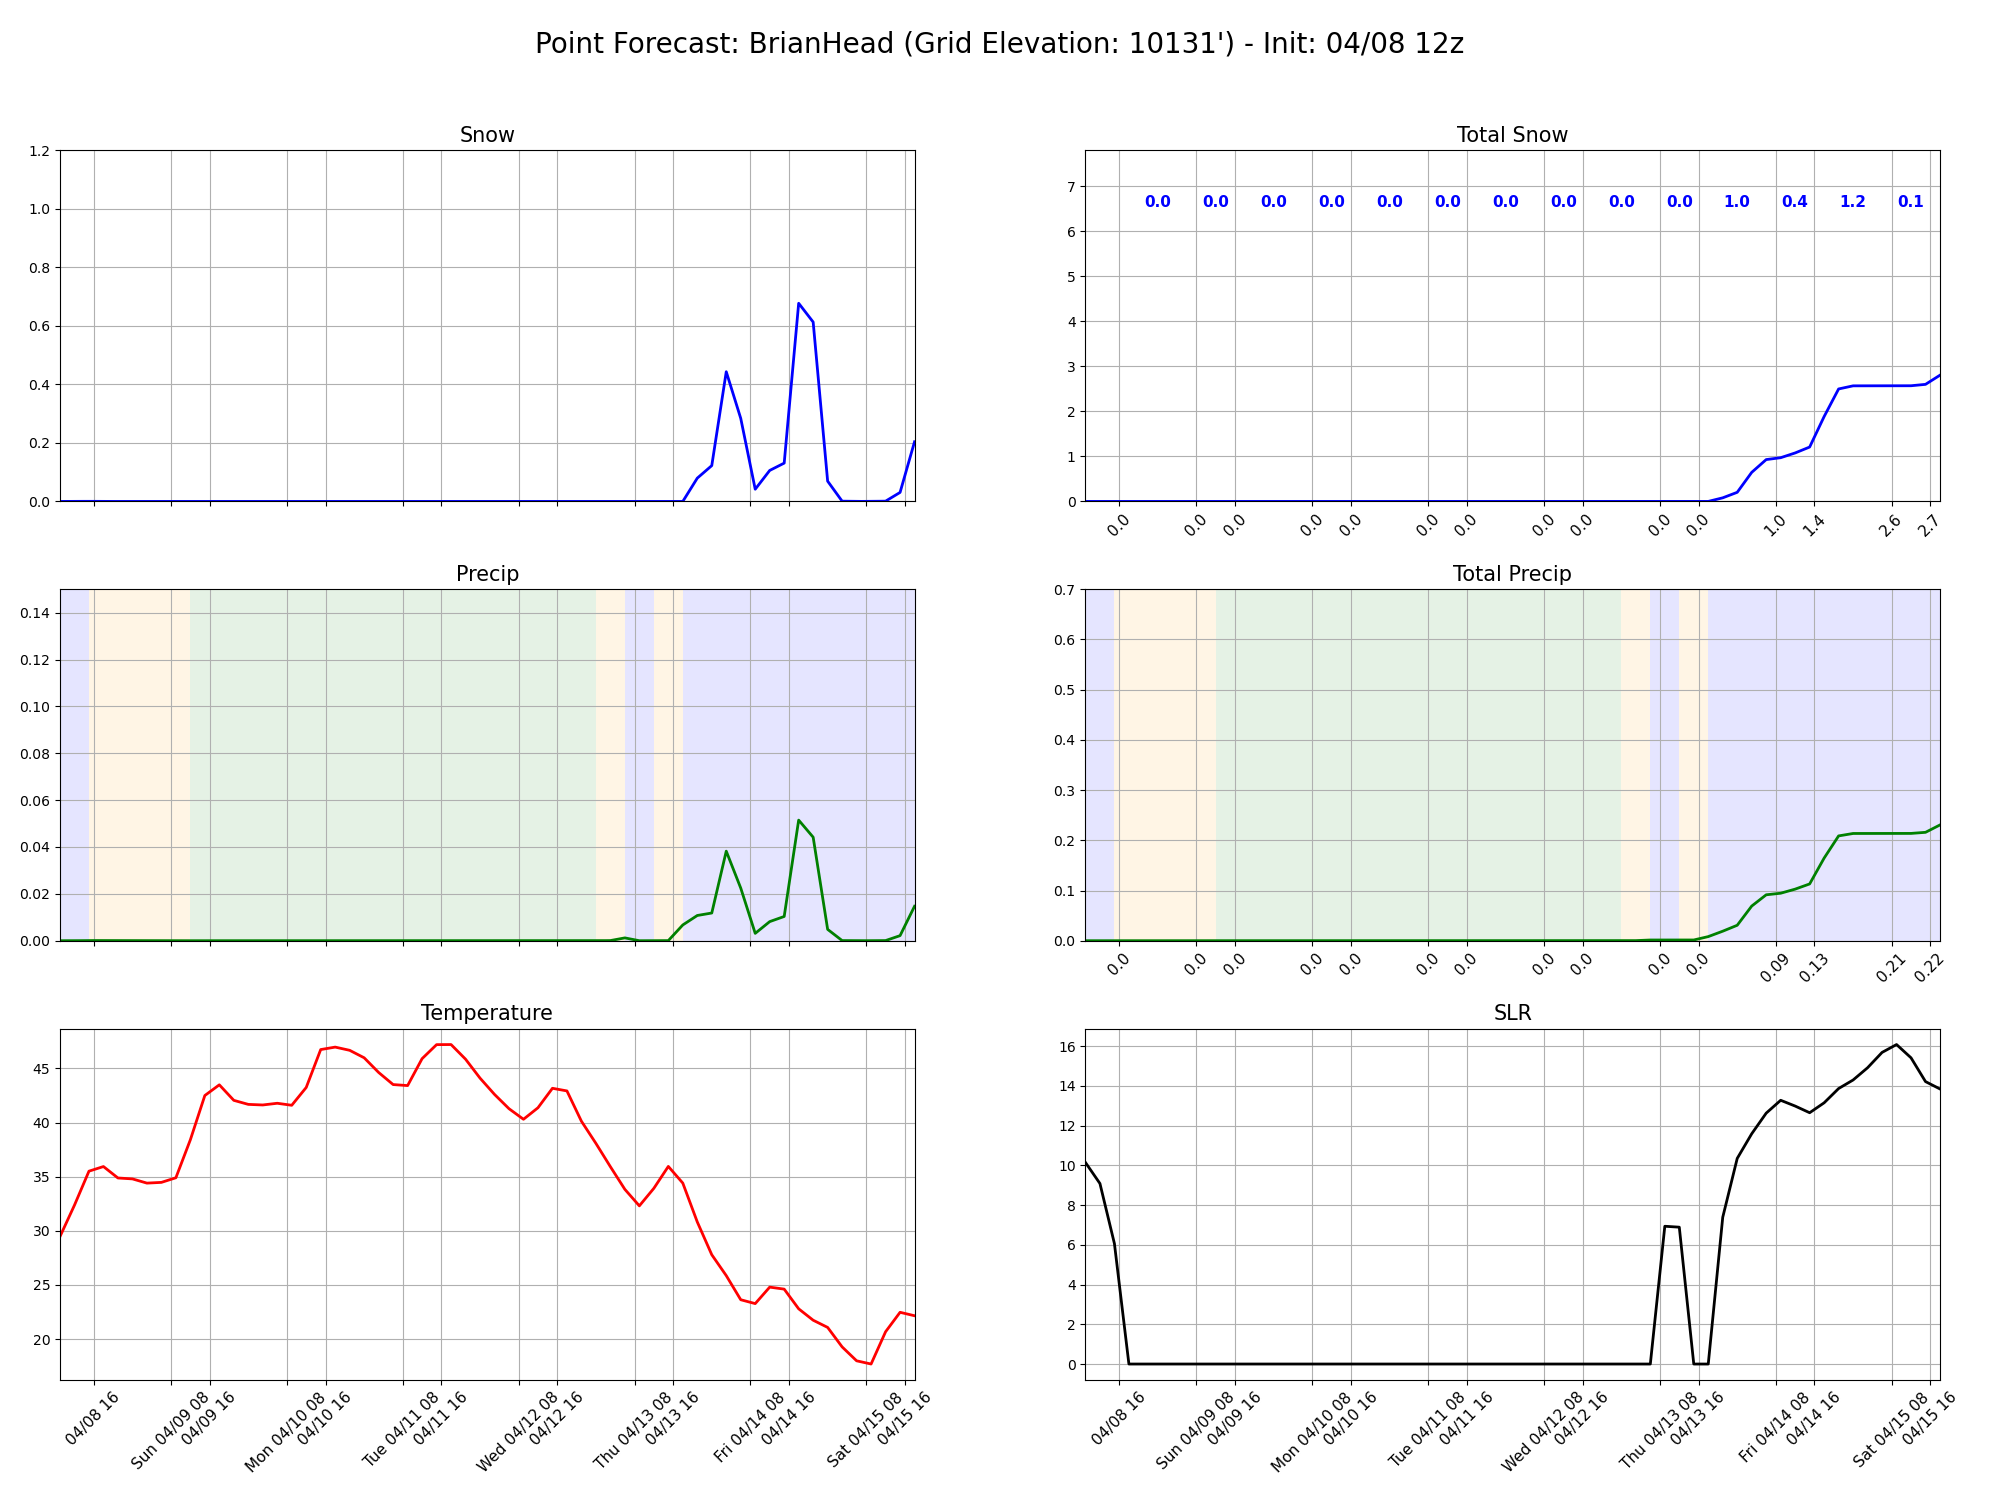 Point Forecast: BrianHead (Grid Elevation: 10131') - Init: 04/08 12z
Snow
1.2
1.0
0.8
0.6
0.4
0.2
0.0
Total Snow
7
6
5
4
3
2
1
0
0.0 0.0 0.0 0.0 0.0 0.0 0.0 0.0 0.0 0.0 1.0 0.4 1.2 0.1
0.0 0.0 0.0 0.0 0.0 0.0 0.0 0.0 0.0 0.0 0.0 1.0 1.4 2.6 2.7
Precip
0.14
0.12
0.10
0.08
0.06
0.04
0.02
0.00
Total Precip
0.7
0.6
0.5
0.4
0.3
0.2
0.1
0.0
0.0 0.0 0.0 0.0 0.0 0.0 0.0 0.0 0.0 0.0 0.0 0.09 0.13 0.21 0.22
Temperature
45
40
35
30
25
20
04/08 16
Sun 04/09 08
04/09 16
Mon 04/10 08
04/10 16
Tue 04/11 08
04/11 16
Wed 04/12 08
04/12 16
Thu 04/13 08
04/13 16
Fri 04/14 08
04/14 16
Sat 04/15 08
04/15 16
SLR
16
14
12
10
8
6
4
2
0
04/08 16
Sun 04/09 08
04/09 16
Mon 04/10 08
04/10 16
Tue 04/11 08
04/11 16
Wed 04/12 08
04/12 16
Thu 04/13 08
04/13 16
Fri 04/14 08
04/14 16
Sat 04/15 08
04/15 16